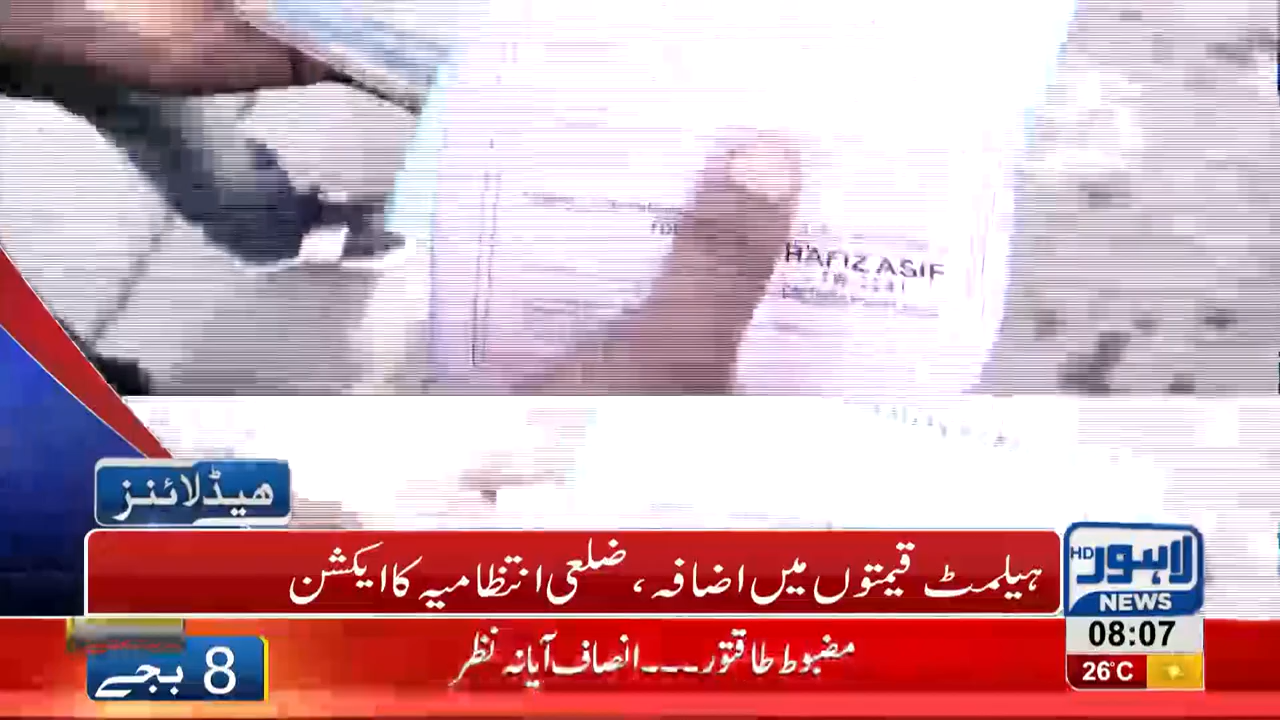 HAFIZ ASIF
ھیڈلائنز
ہیلمٹ قیمتوں میں اضافہ، ضلعی انتظامیہ کا ایکشن
HD لاہور
NEWS
08:07
مضبوط طاقتور۔۔۔انصاف آیا نہ نظر
8 بجے
26°C